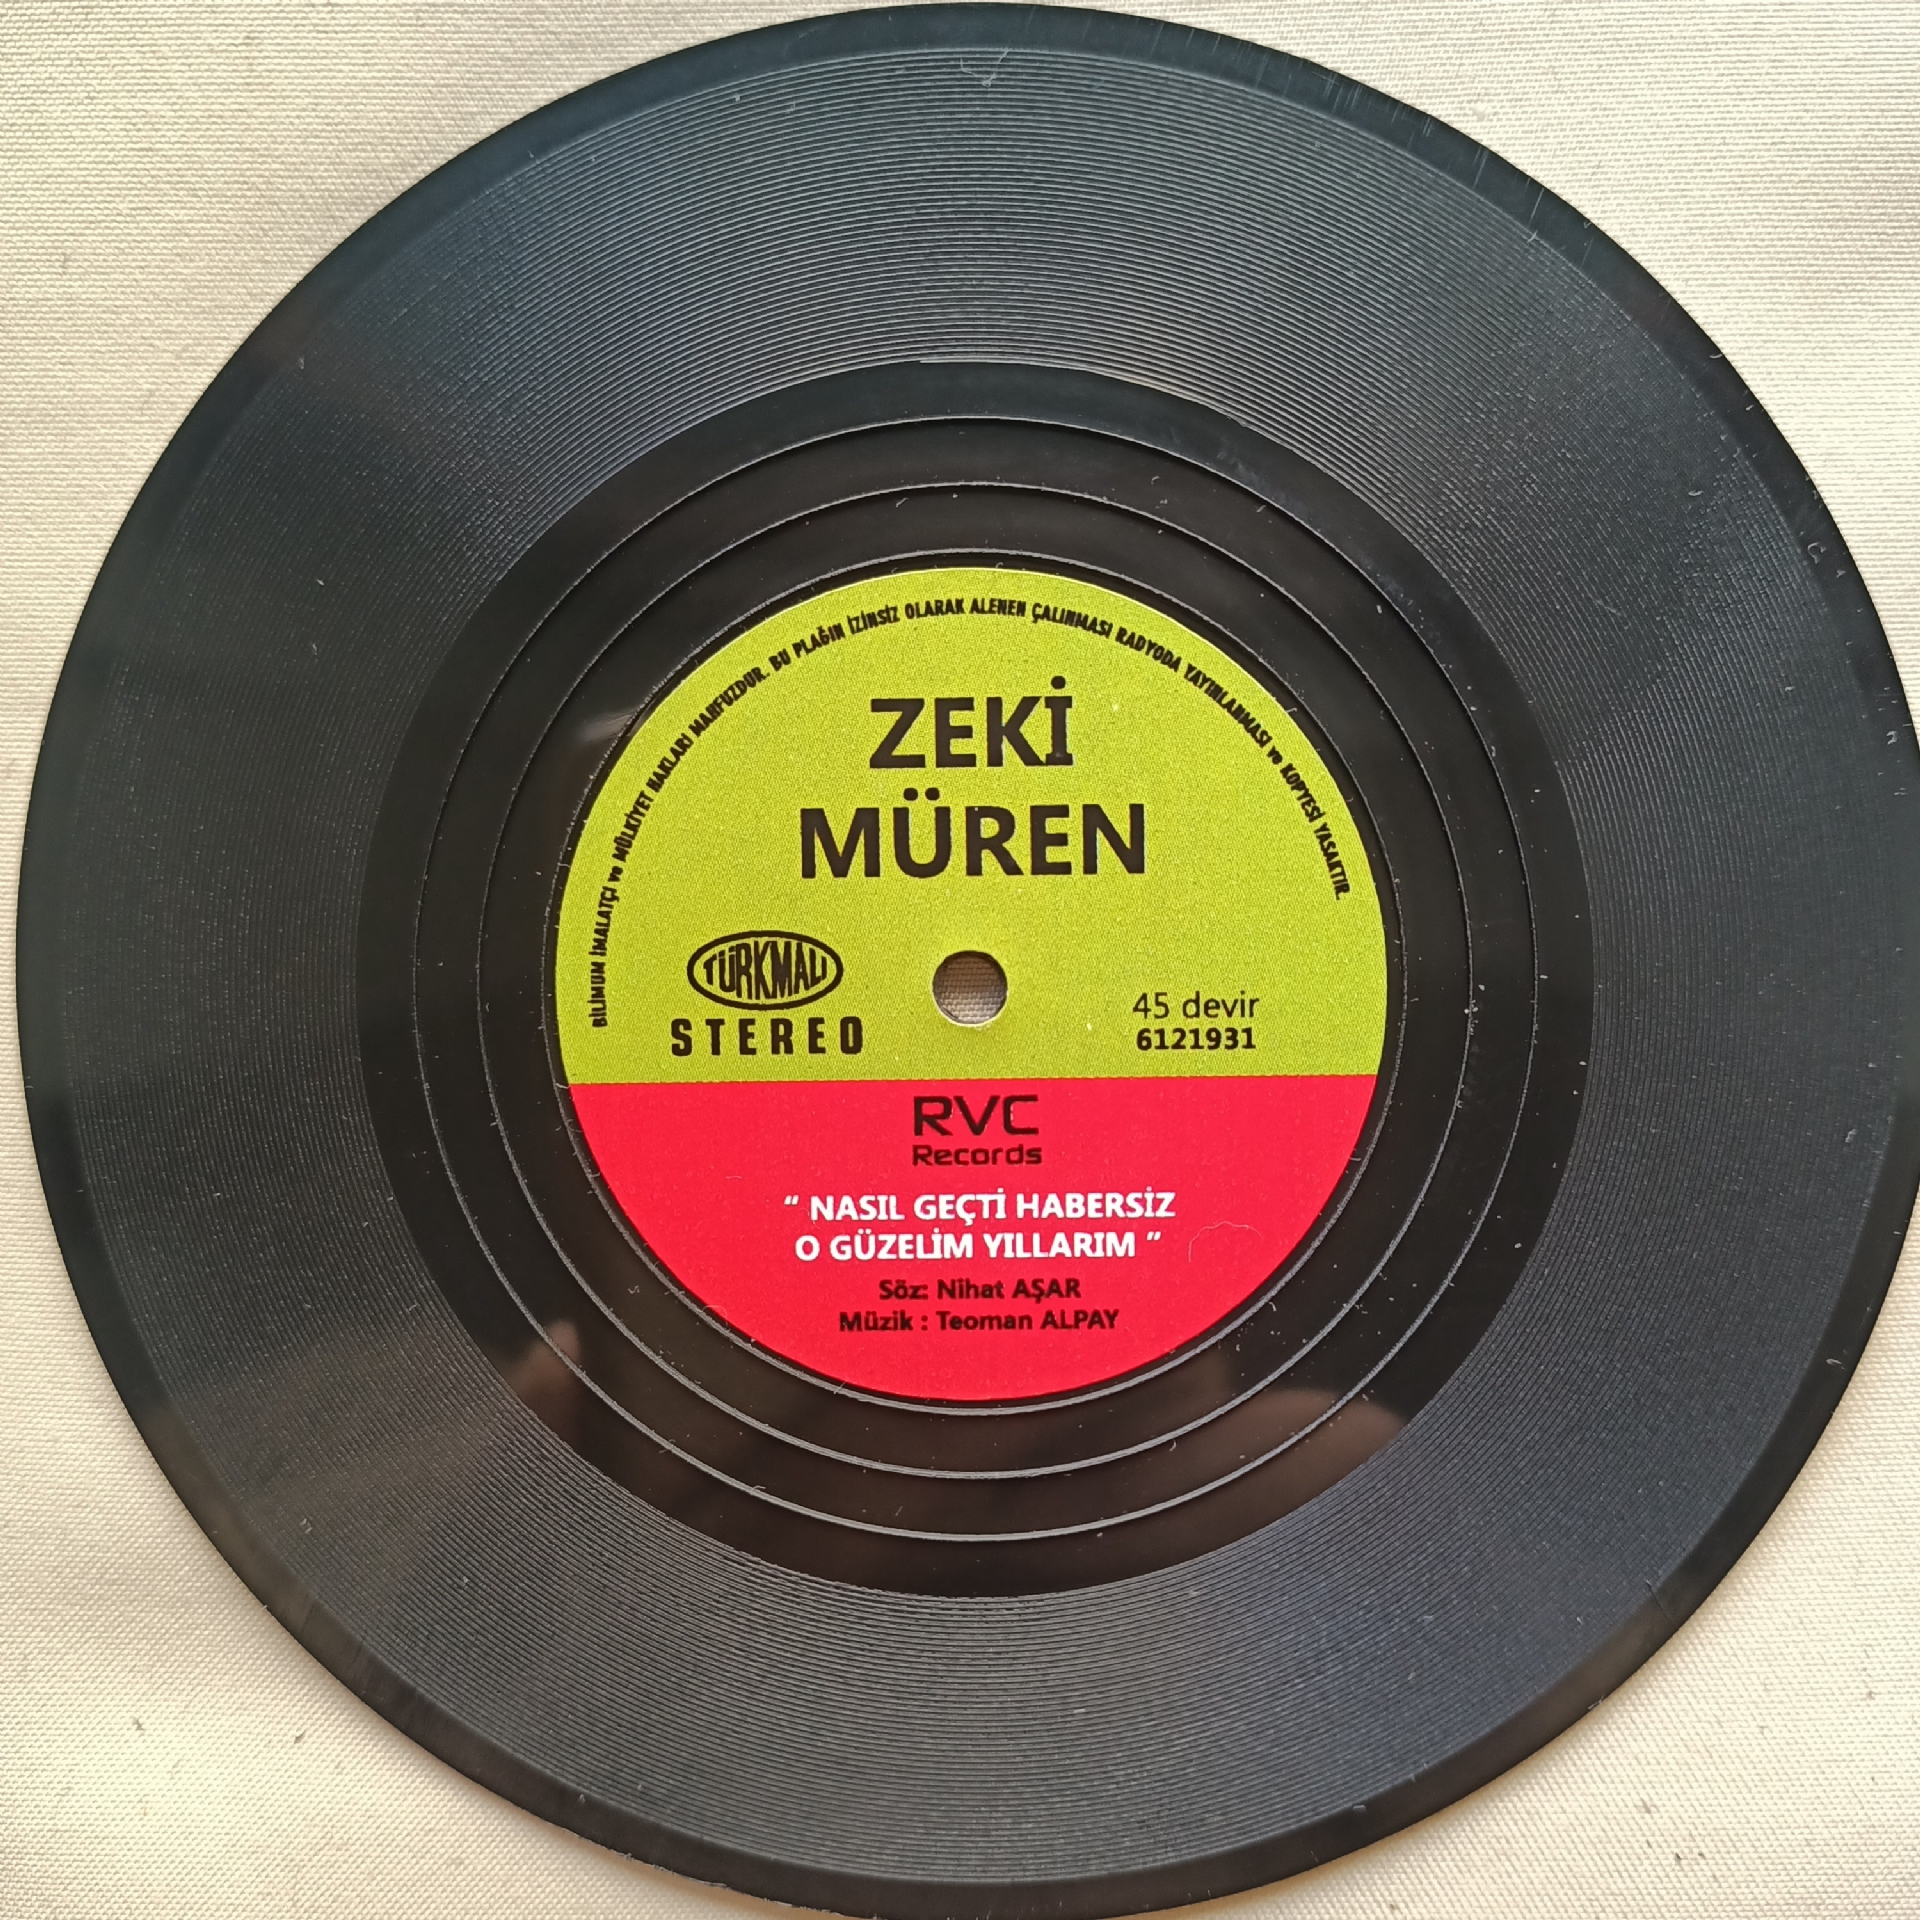 BİLİMUM İMALATÇI ve MÜLKİYET HAKLARI MAHFUZDUR. BU PLAĞIN İZİNSİZ OLARAK ALENEN ÇALINMASI RADYODA YAYINLANMASI ve KOPYESİ YASAKTIR.
ZEKİ
MÜREN
TÜRKMALI
STEREO
45 devir
6121931
RVC
Records
“ NASIL GEÇTİ HABERSİZ
O GÜZELİM YILLARIM ”
Söz: Nihat AŞAR
Müzik : Teoman ALPAY